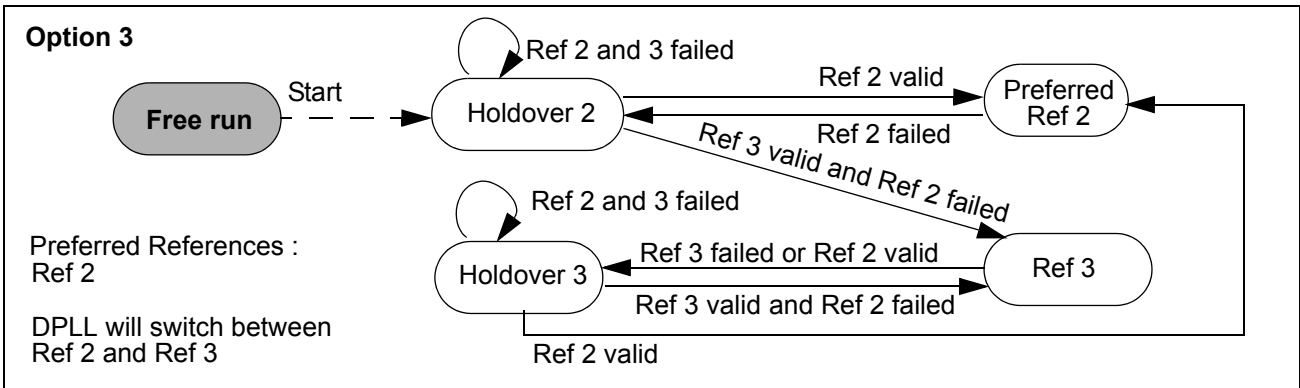 Option 3
Ref 2 and 3 failed
Start
Free run
Holdover 2
Ref 2 valid
Preferred
Ref 2
Ref 2 failed
Ref 3 valid and Ref 2 failed
Ref 2 and 3 failed
Preferred References :
Ref 2
Holdover 3
Ref 3 failed or Ref 2 valid
Ref 3
Ref 3 valid and Ref 2 failed
DPLL will switch between
Ref 2 and Ref 3
Ref 2 valid